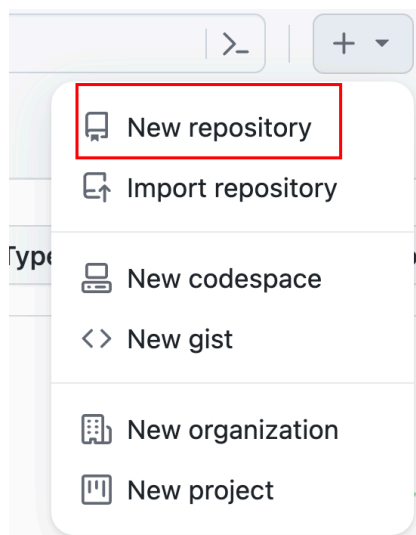 New repository
Import repository
Type
New codespace
New gist
New organization
New project